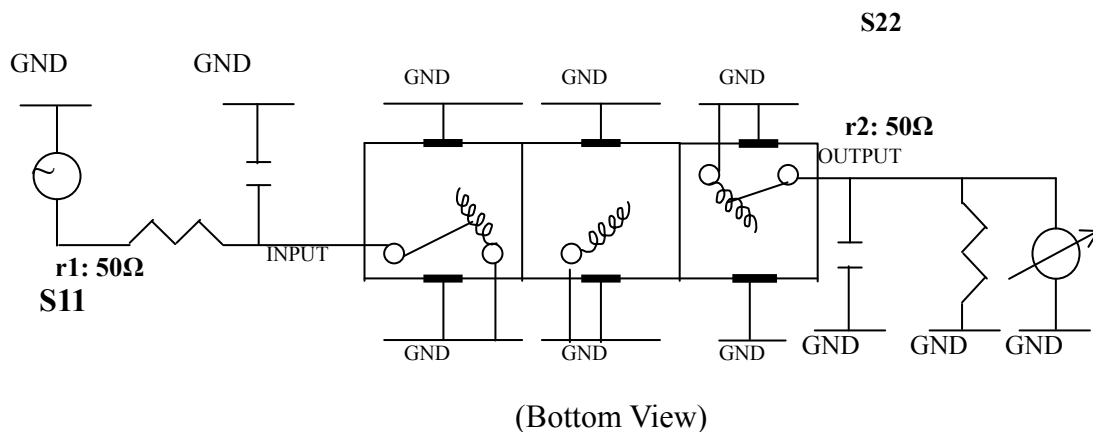 S22
GND
GND
GND
GND
GND
r2: 50Ω
OUTPUT
INPUT
r1: 50Ω
S11
GND
GND
GND
GND
GND
GND
(Bottom View)